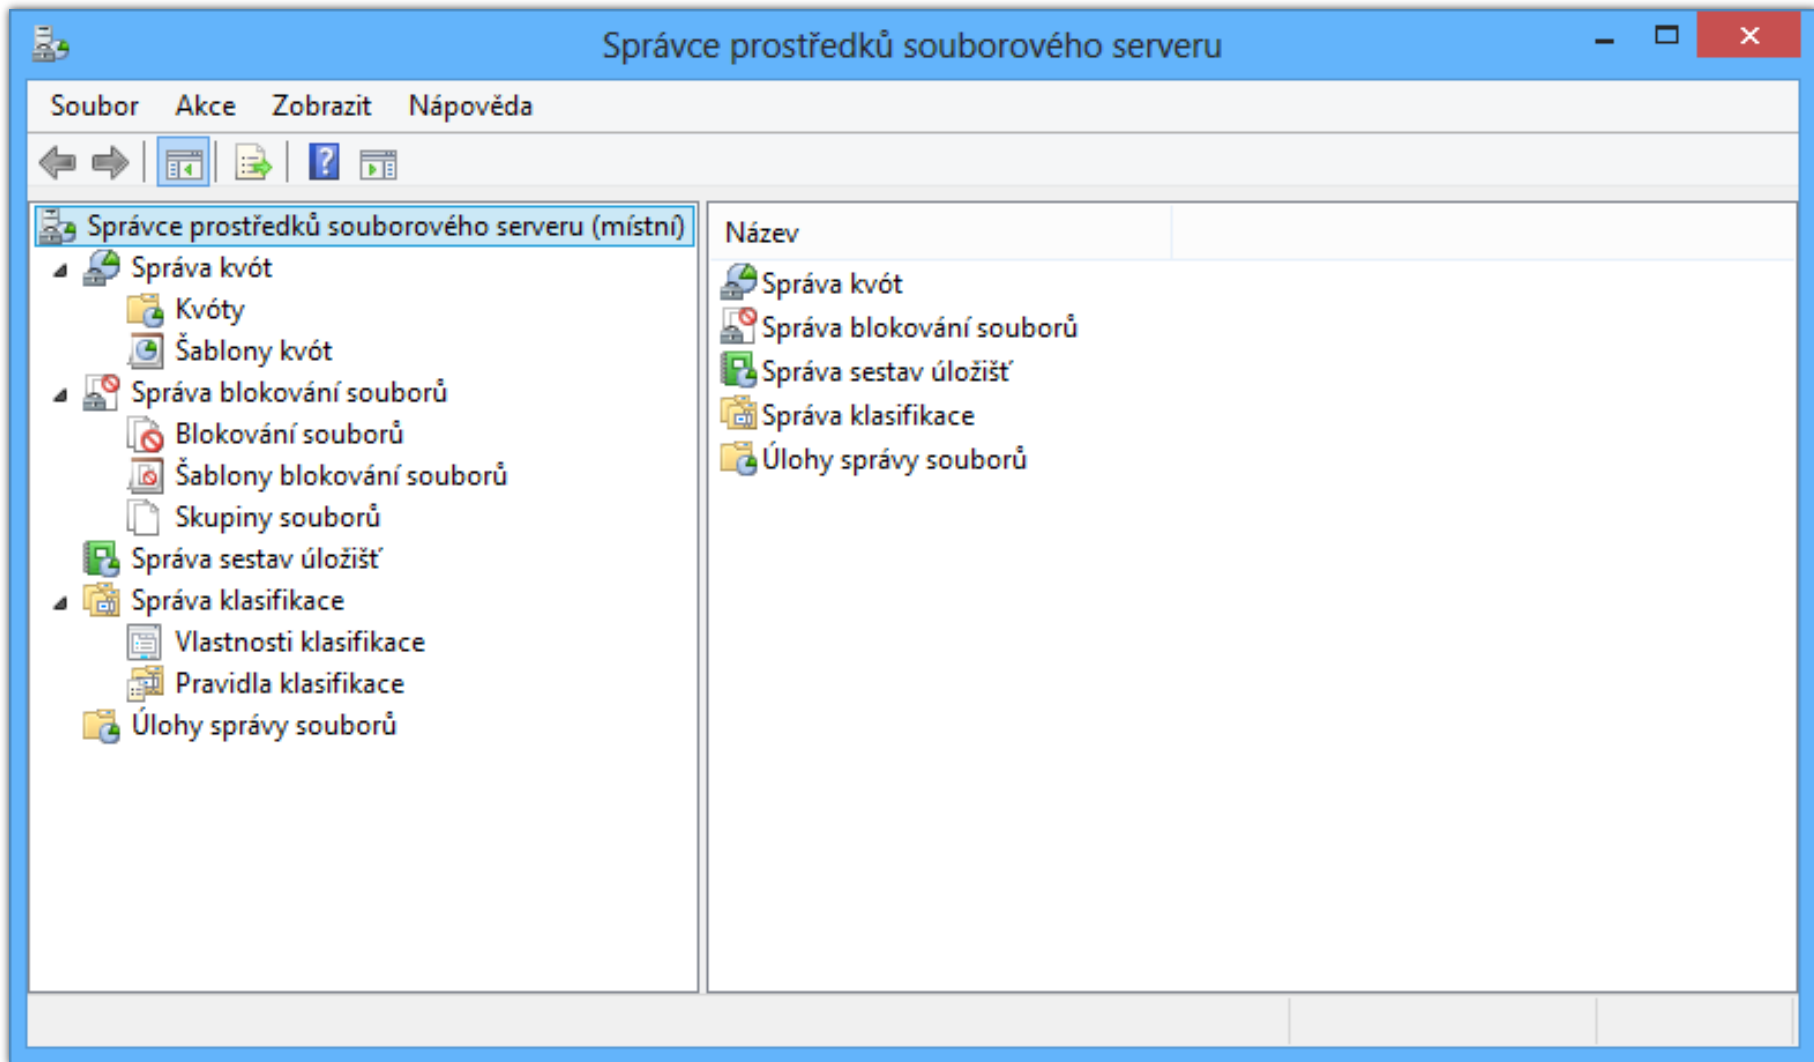 Správce prostředků souborového serveru
Soubor Akce Zobrazit Nápověda
Správce prostředků souborového serveru (místní)
Správa kvót
Kvóty
Šablony kvót
Správa blokování souborů
Blokování souborů
Šablony blokování souborů
Skupiny souborů
Správa sestav úložišť
Správa klasifikace
Vlastnosti klasifikace
Pravidla klasifikace
Úlohy správy souborů
Název
Správa kvót
Správa blokování souborů
Správa sestav úložišť
Správa klasifikace
Úlohy správy souborů